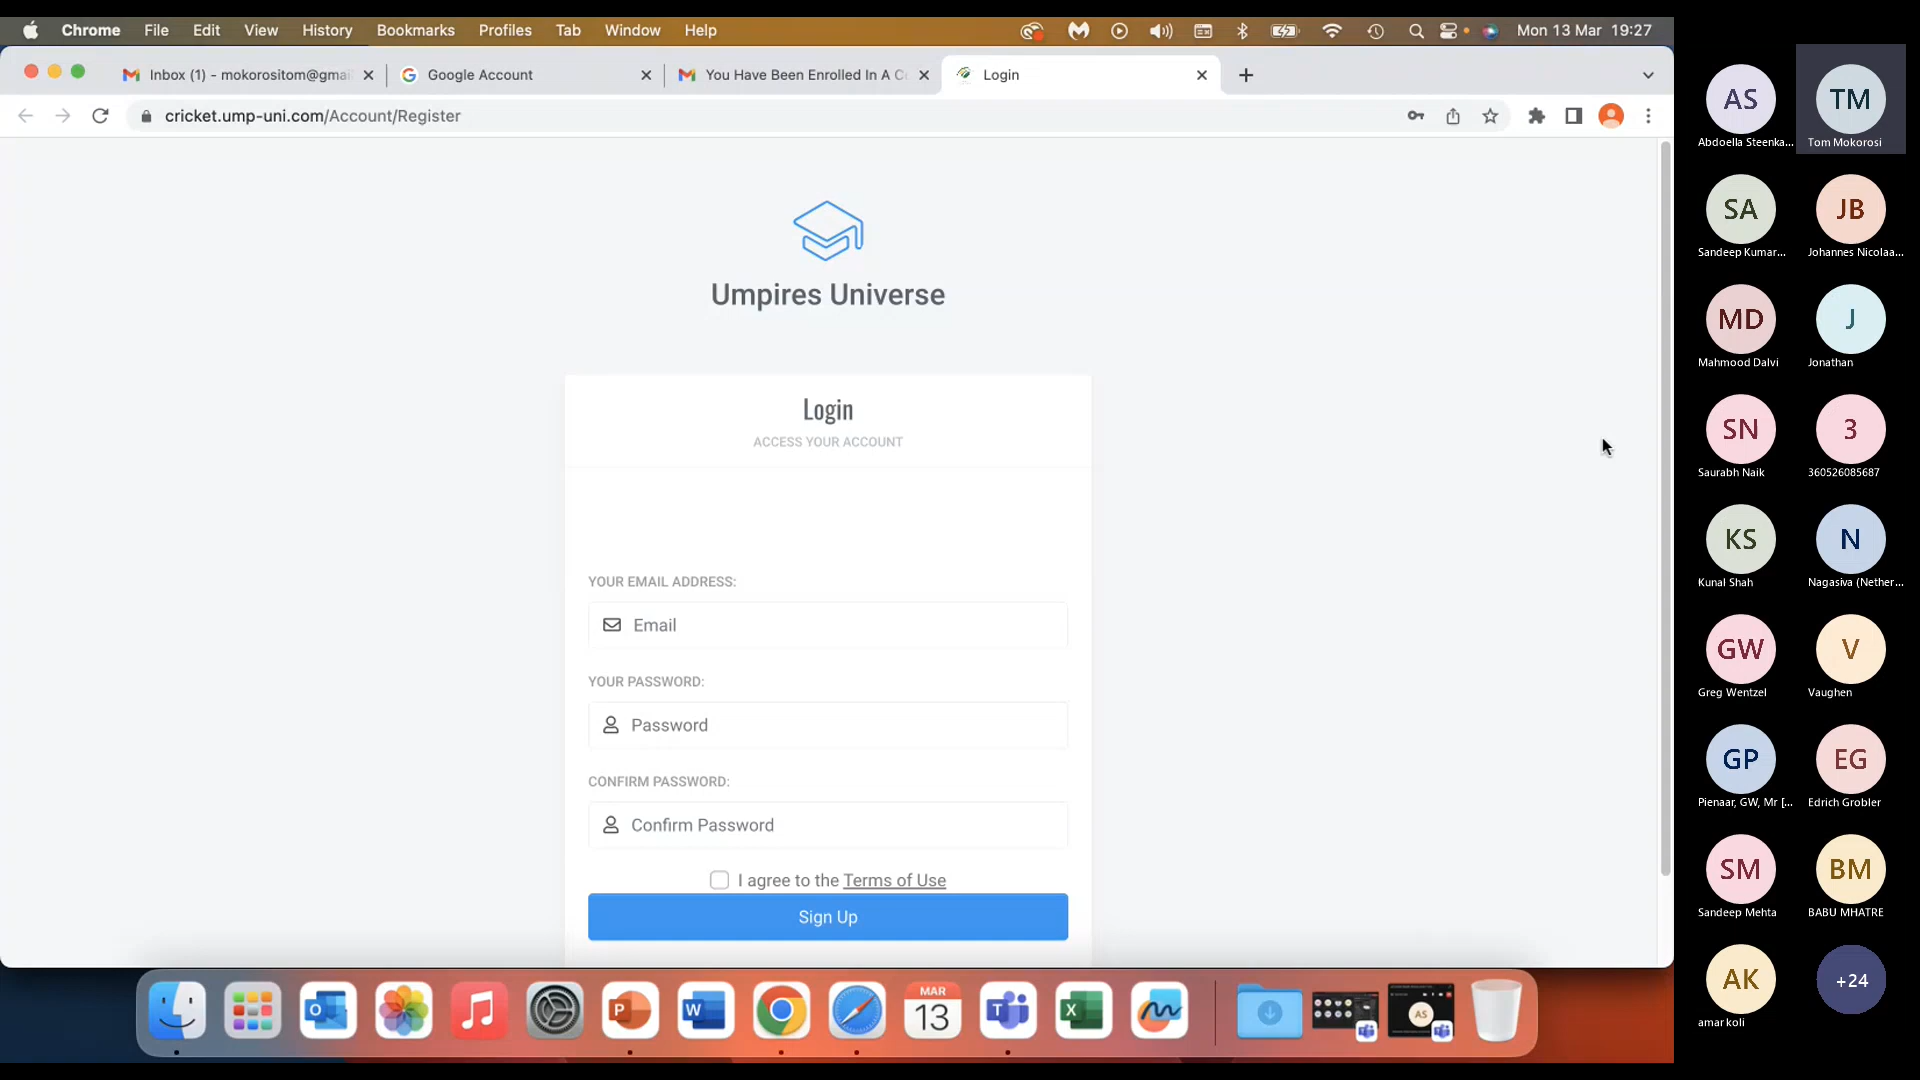 Chrome File Edit View History Bookmarks Profiles Tab Window Help Mon 13 Mar 19:27
Inbox (1) - mokorositom@gmai Google Account You Have Been Enrolled In A C Login
cricket.ump-uni.com/Account/Register
Umpires Universe
Login
ACCESS YOUR ACCOUNT
YOUR EMAIL ADDRESS:
Email
YOUR PASSWORD:
Password
CONFIRM PASSWORD:
Confirm Password
I agree to the Terms of Use
Sign Up
MAR
13
AS
AS TM
Abdoella Steenka... Tom Mokorosi
SA JB
Sandeep Kumar... Johannes Nicolaa...
MD J
Mahmood Dalvi Jonathan
SN 3
Saurabh Naik 360526085687
KS N
Kunal Shah Nagasiva (Nether...
GW V
Greg Wentzel Vaughen
GP EG
Pienaar, GW, Mr [... Edrich Grobler
SM BM
Sandeep Mehta BABU MHATRE
AK +24
amar koli